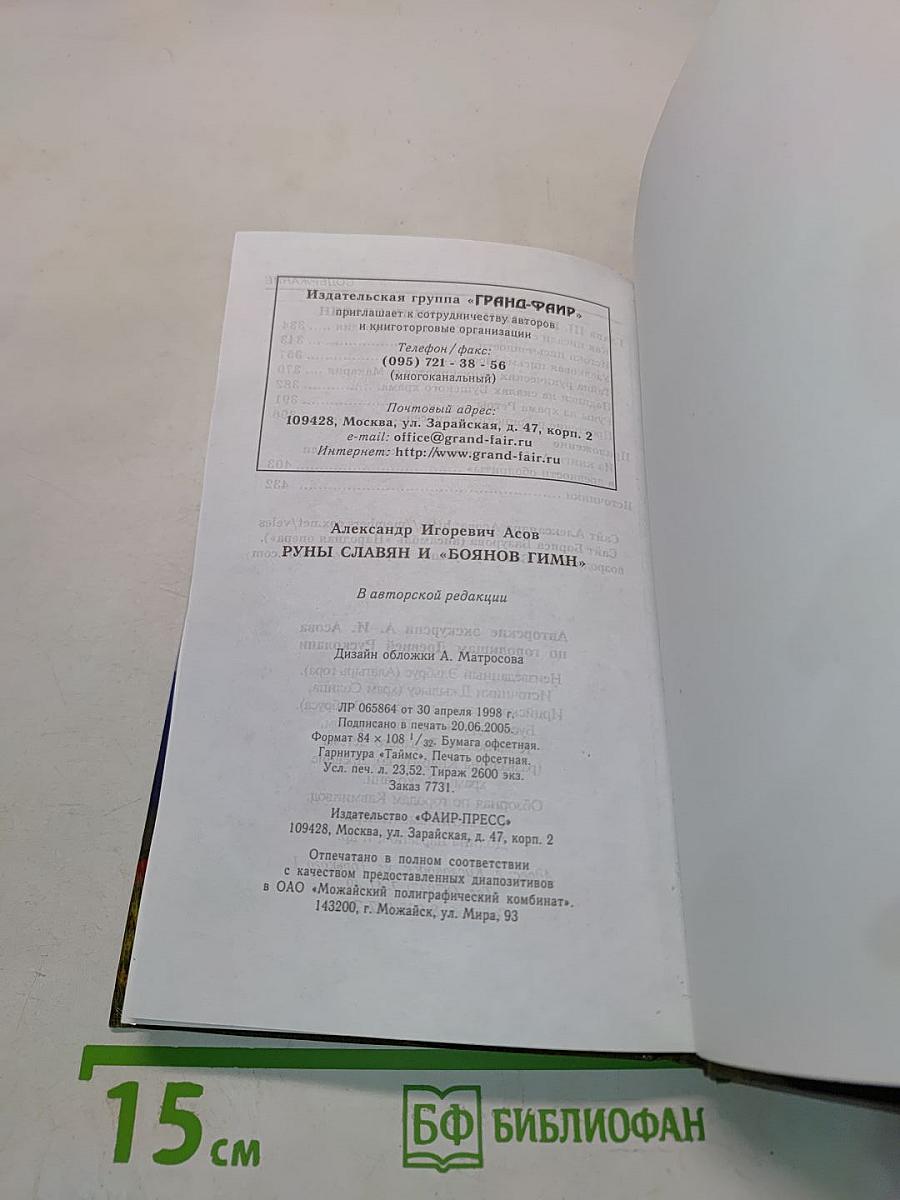 Издательская группа «ГРАНД-ФАИР»
приглашает к сотрудничеству авторов
и книготорговые организации
Телефон/факс:
(095) 721 - 38 - 56
(многоканальный)
Почтовый адрес:
109428, Москва, ул. Зарайская, д. 47, корп. 2
e-mail: office@grand-fair.ru
Интернет: http://www.grand-fair.ru
Александр Игоревич Асов
РУНЫ СЛАВЯН И «БОЯНОВ ГИМН»
В авторской редакции
Дизайн обложки А. Матросова
ЛР 065864 от 30 апреля 1998 г.
Подписано в печать 20.06.2005.
Формат 84 × 108 1/32. Бумага офсетная.
Гарнитура «Таймс». Печать офсетная.
Усл. печ. л. 23,52. Тираж 2600 экз.
Заказ 7731.
Издательство «ФАИР-ПРЕСС»
109428, Москва, ул. Зарайская, д. 47, корп. 2
Отпечатано в полном соответствии
с качеством предоставленных диапозитивов
в ОАО «Можайский полиграфический комбинат».
143200, г. Можайск, ул. Мира, 93
15 см
БФ БИБЛИОФАН